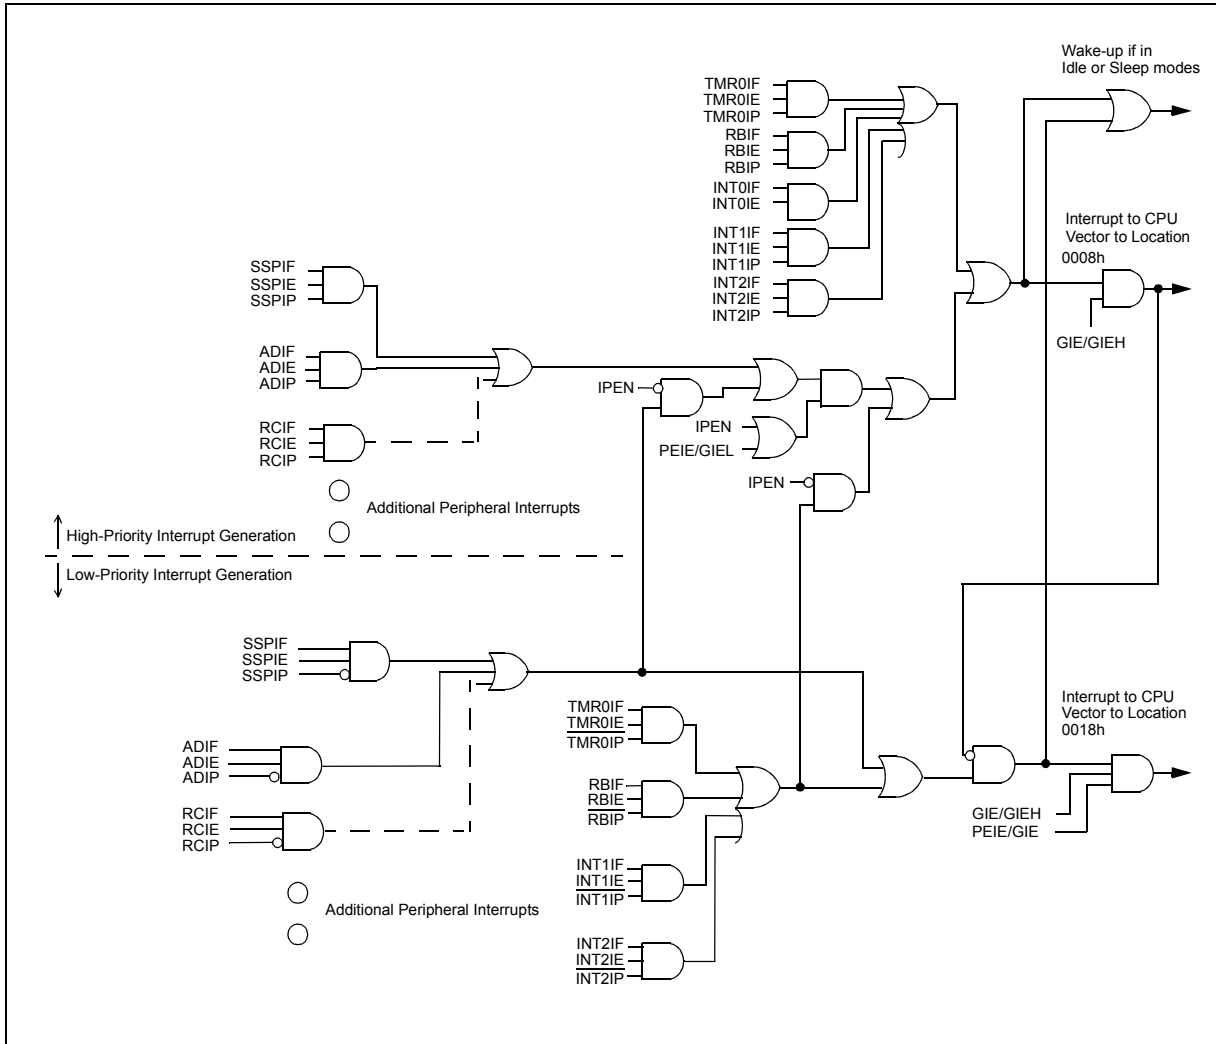 Wake-up if in
Idle or Sleep modes
TMR0IF
TMR0IE
TMR0IP
RBIF
RBIE
RBIP
INT0IF
INT0IE
INT1IF
INT1IE
INT1IP
INT2IF
INT2IE
INT2IP
Interrupt to CPU
Vector to Location
0008h
GIE/GIEH
SSPIF
SSPIE
SSPIP
ADIF
ADIE
ADIP
RCIF
RCIE
RCIP
IPEN
IPEN
PEIE/GIEL
IPEN
Additional Peripheral Interrupts
High-Priority Interrupt Generation
Low-Priority Interrupt Generation
SSPIF
SSPIE
SSPIP
ADIF
ADIE
ADIP
RCIF
RCIE
RCIP
Additional Peripheral Interrupts
TMR0IF
TMR0IE
TMR0IP
RBIF
RBIE
RBIP
INT1IF
INT1IE
INT1IP
INT2IF
INT2IE
INT2IP
Interrupt to CPU
Vector to Location
0018h
GIE/GIEH
PEIE/GIE